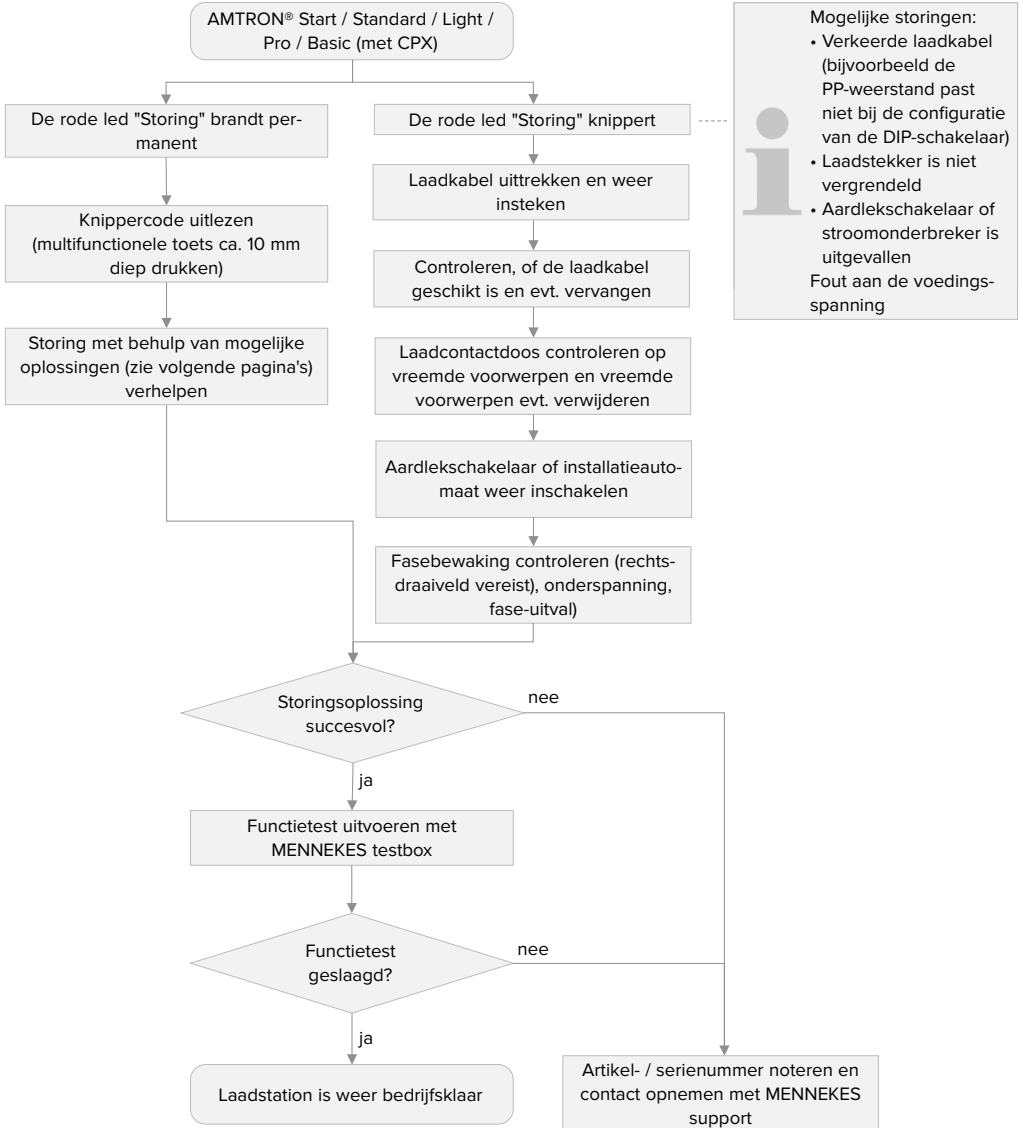 AMTRON® Start / Standard / Light /
Pro / Basic (met CPX)
De rode led "Storing" brandt per-
manent
Knippercode uitlezen
(multifunctionele toets ca. 10 mm
diep drukken)
Storing met behulp van mogelijke
oplossingen (zie volgende pagina's)
verhelpen
De rode led "Storing" knippert
Laadkabel uittrekken en weer
insteken
Controleren, of de laadkabel
geschikt is en evt. vervangen
Laadcontactdoos controleren op
vreemde voorwerpen en vreemde
voorwerpen evt. verwijderen
Aardlekschakelaar of installatieauto-
maat weer inschakelen
Fasebewaking controleren (rechts-
draaiveld vereist), onderspanning,
fase-uitval)
Mogelijke storingen:
• Verkeerde laadkabel
(bijvoorbeeld de
PP-weerstand past
niet bij de configuratie
van de DIP-schakelaar)
• Laadstekker is niet
vergrendeld
• Aardlekschakelaar of
stroomonderbreker is
uitgevallen
Fout aan de voedings-
spanning
Storingsoplossing
succesvol?
nee
ja
Functietest uitvoeren met
MENNEKES testbox
Functietest
geslaagd?
nee
ja
Laadstation is weer bedrijfsklaar
Artikel- / serienummer noteren en
contact opnemen met MENNEKES
support